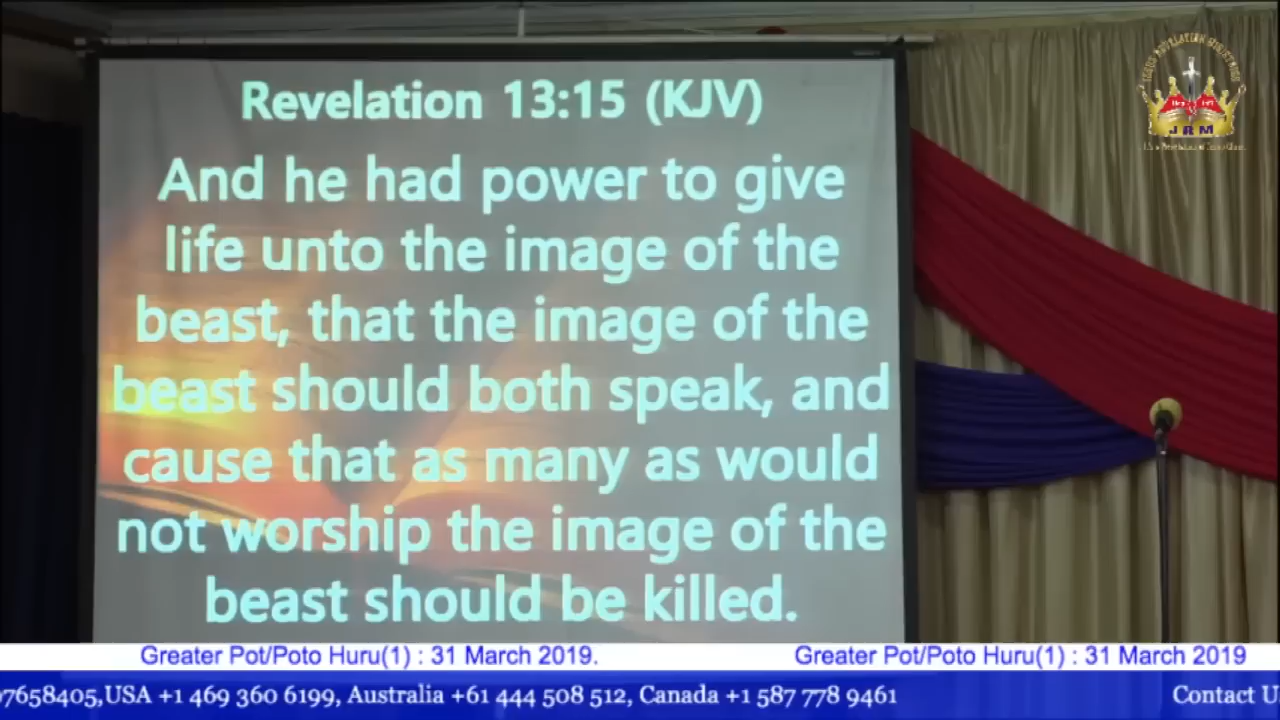 Revelation 13:15 (KJV)
And he had power to give
life unto the image of the
beast, that the image of the
beast should both speak, and
cause that as many as would
not worship the image of the
beast should be killed.
JESUS REVELATION MINISTRIES
J R M
Greater Pot/Poto Huru(1) : 31 March 2019. Greater Pot/Poto Huru(1) : 31 March 2019
7658405,USA +1 469 360 6199, Australia +61 444 508 512, Canada +1 587 778 9461 Contact U